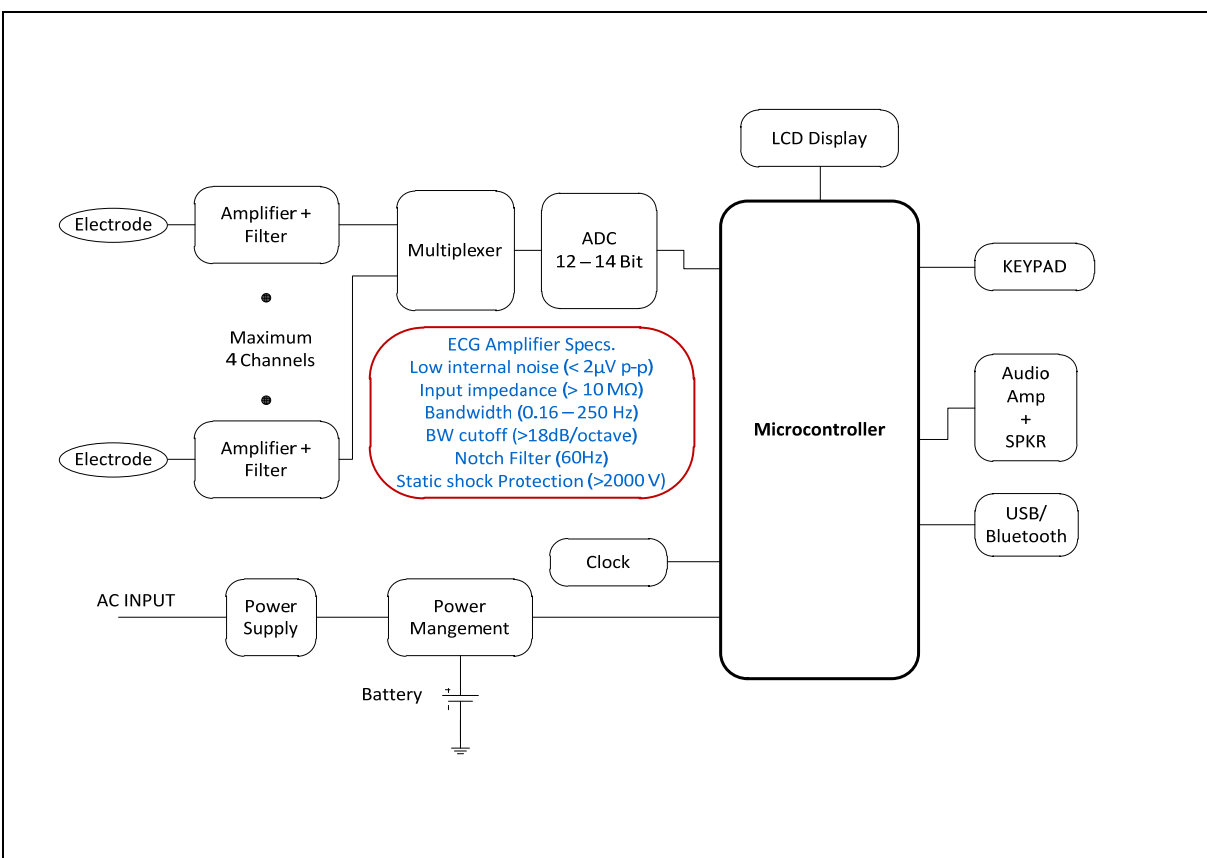 LCD Display
Electrode
Amplifier +
Filter
Multiplexer
ADC
12 – 14 Bit
KEYPAD
Maximum
4 Channels
ECG Amplifier Specs.
Low internal noise (< 2µV p-p)
Input impedance (> 10 MΩ)
Bandwidth (0.16 – 250 Hz)
BW cutoff (>18dB/octave)
Notch Filter (60Hz)
Static shock Protection (>2000 V)
Microcontroller
Audio
Amp
+
SPKR
Electrode
Amplifier +
Filter
USB/
Bluetooth
Clock
AC INPUT
Power
Supply
Power
Mangement
Battery
+
-